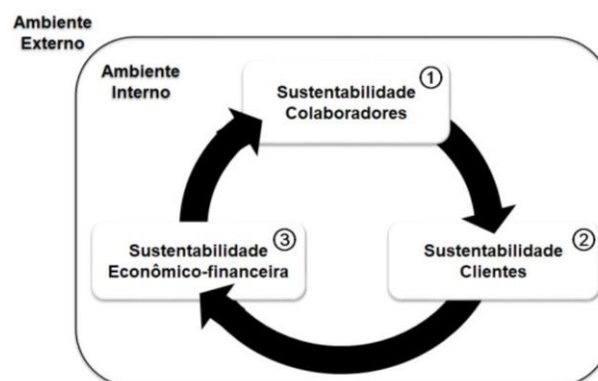 Ambiente
Externo
Ambiente
Interno
Sustentabilidade ①
Colaboradores
Sustentabilidade ③
Econômico-financeira
Sustentabilidade ②
Clientes